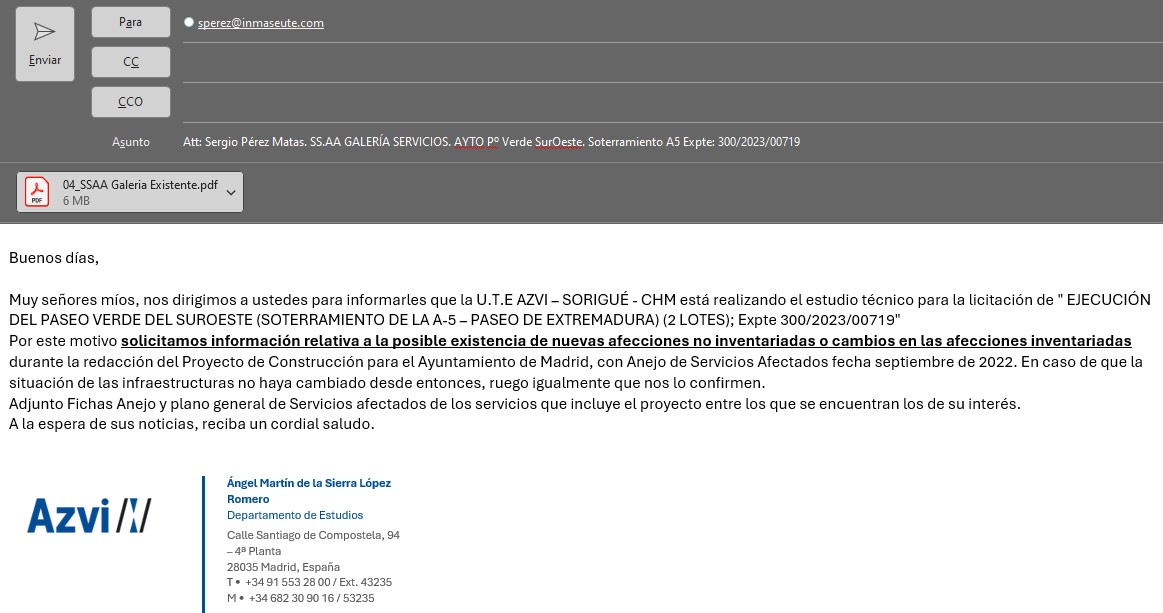 Enviar
Para
sperez@inmaseute.com
CC
CCO
Asunto
Att: Sergio Pérez Matas. SS.AA GALERÍA SERVICIOS. AYTO Pº Verde SurOeste. Soterramiento A5 Expte: 300/2023/00719
04_SSAA Galeria Existente.pdf
PDF
6 MB
Buenos días,
Muy señores míos, nos dirigimos a ustedes para informarles que la U.T.E AZVI – SORIGUÉ - CHM está realizando el estudio técnico para la licitación de " EJECUCIÓN
DEL PASEO VERDE DEL SUROESTE (SOTERRAMIENTO DE LA A-5 – PASEO DE EXTREMADURA) (2 LOTES); Expte 300/2023/00719"
Por este motivo solicitamos información relativa a la posible existencia de nuevas afecciones no inventariadas o cambios en las afecciones inventariadas
durante la redacción del Proyecto de Construcción para el Ayuntamiento de Madrid, con Anejo de Servicios Afectados fecha septiembre de 2022. En caso de que la
situación de las infraestructuras no haya cambiado desde entonces, ruego igualmente que nos lo confirmen.
Adjunto Fichas Anejo y plano general de Servicios afectados de los servicios que incluye el proyecto entre los que se encuentran los de su interés.
A la espera de sus noticias, reciba un cordial saludo.
Azvi
Ángel Martín de la Sierra López
Romero
Departamento de Estudios
Calle Santiago de Compostela, 94
– 4ª Planta
28035 Madrid, España
T • +34 91 553 28 00 / Ext. 43235
M • +34 682 30 90 16 / 53235